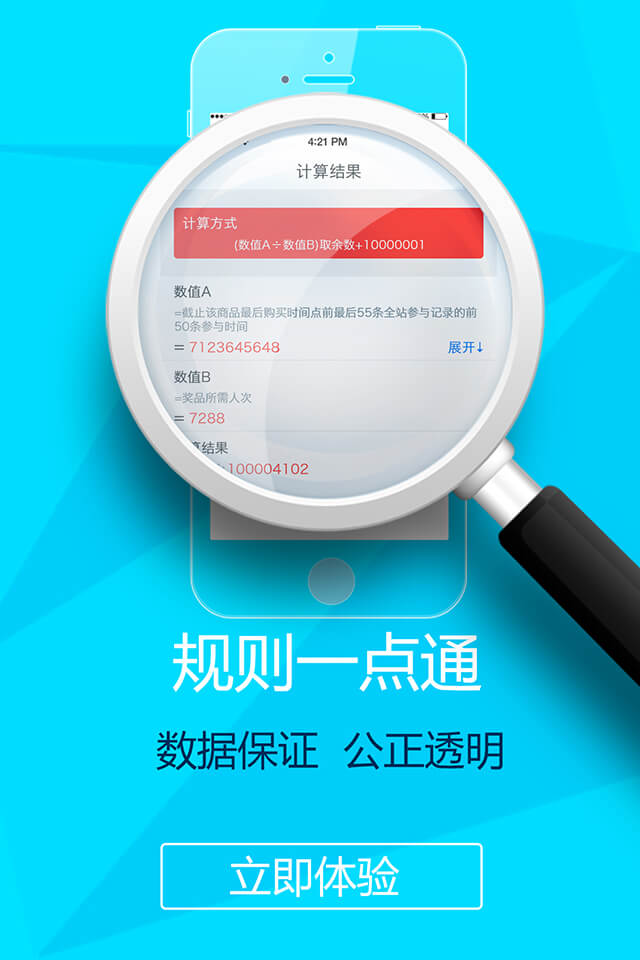 4:21 PM
计算结果
计算方式
(数值A÷数值B)取余数+10000001
数值A
=截止该商品最后购买时间点前最后55条全站参与记录的前
50条参与时间
= 7123645648
展开↓
数值B
=奖品所需人次
= 7288
算结果
100004102
规则一点通
数据保证 公正透明
立即体验